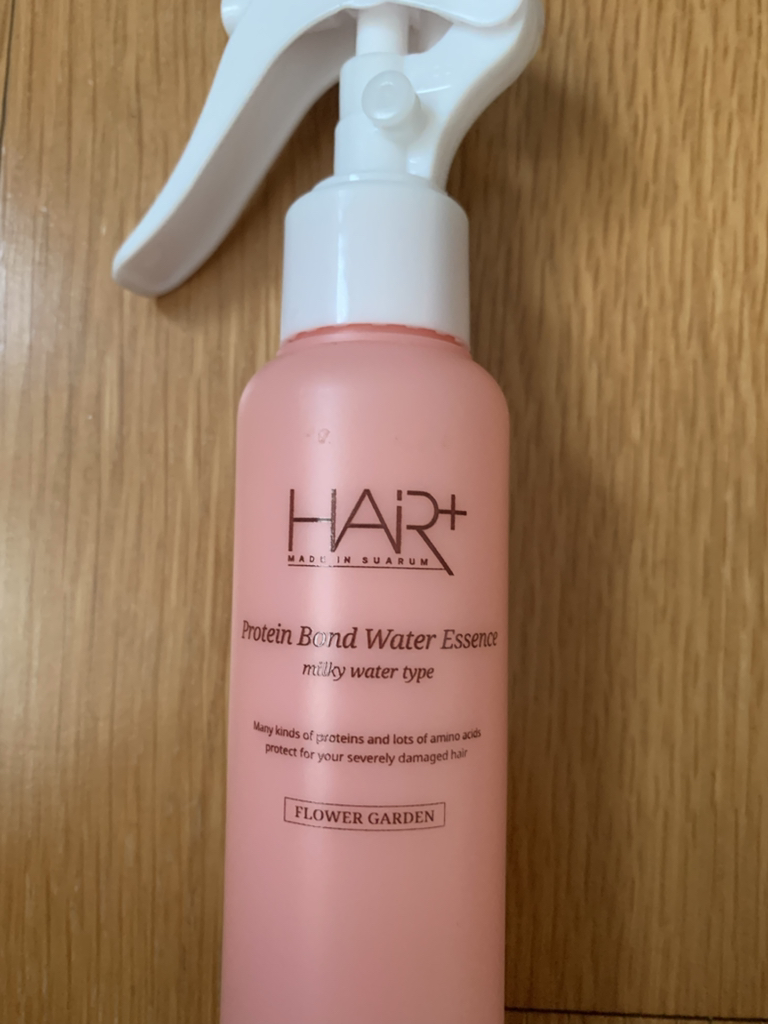 HAiR+
MADE IN SUARUM
Protein Bond Water Essence
milky water type
Many kinds of proteins and lots of amino acids
protect for your severely damaged hair
FLOWER GARDEN